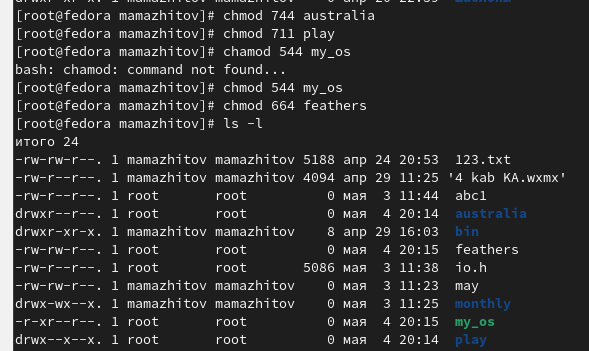 [root@fedora mamazhitov]# chmod 744 australia
[root@fedora mamazhitov]# chmod 711 play
[root@fedora mamazhitov]# chamod 544 my_os
bash: chamod: command not found...
[root@fedora mamazhitov]# chmod 544 my_os
[root@fedora mamazhitov]# chmod 664 feathers
[root@fedora mamazhitov]# ls -l
итого 24
-rw-rw-r--. 1 mamazhitov mamazhitov 5188 апр 24 20:53  123.txt
-rw-rw-r--. 1 mamazhitov mamazhitov 4094 апр 29 11:25 '4 kab KA.wxmx'
-rw-r--r--. 1 root       root          0 мая  3 11:44  abc1
drwxr--r--. 1 root       root          0 мая  4 20:14  australia
drwxr-xr-x. 1 mamazhitov mamazhitov    8 апр 29 16:03  bin
-rw-rw-r--. 1 root       root          0 мая  4 20:15  feathers
-rw-r--r--. 1 root       root       5086 мая  3 11:38  io.h
-rw-r--r--. 1 mamazhitov mamazhitov    0 мая  3 11:23  may
drwx-wx--x. 1 mamazhitov mamazhitov    0 мая  3 11:25  monthly
-r-xr--r--. 1 root       root          0 мая  4 20:15  my_os
drwx--x--x. 1 root       root          0 мая  4 20:14  play